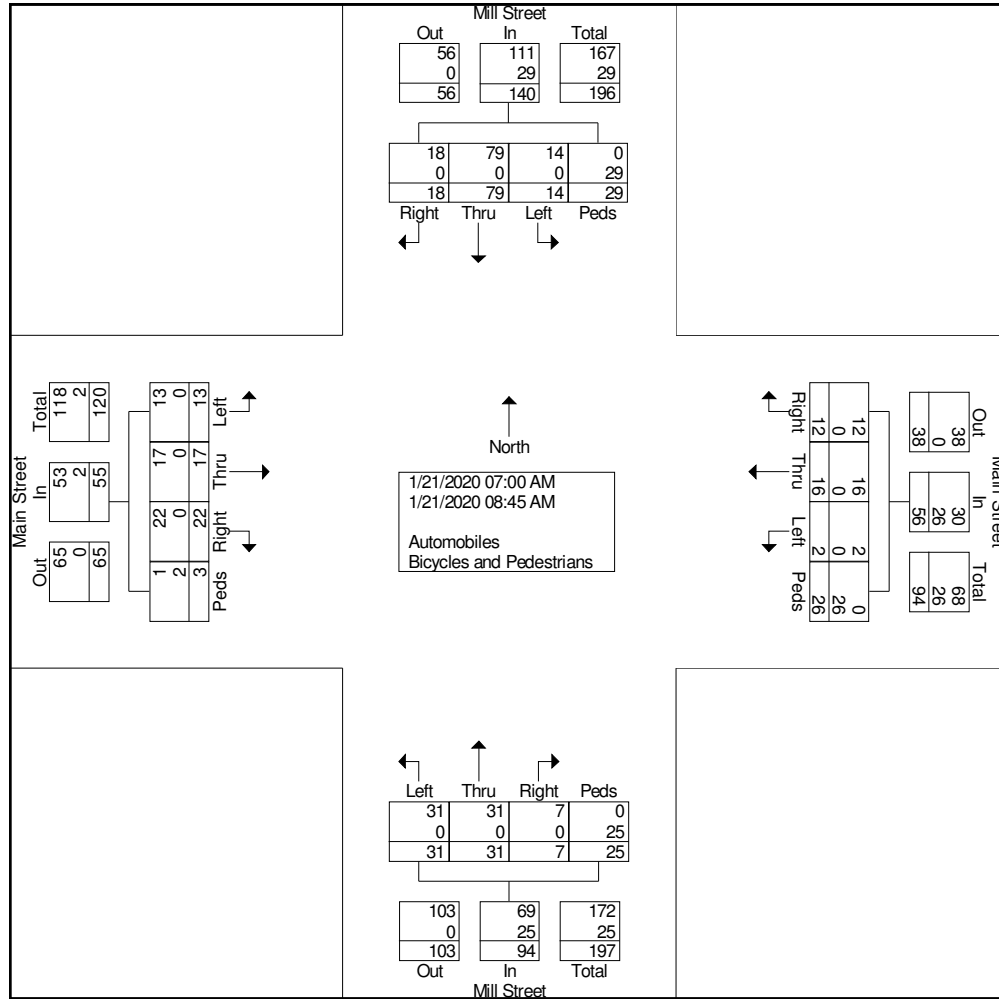 Mill Street
Out In Total
56 111 167
0 29 29
56 140 196
18 79 14 0
0 0 0 29
18 79 14 29
Right Thru Left Peds
Main Street
Total In Out
118 53 65
2 2 0
120 55 65
13 17 22 1
0 0 0 2
13 17 22 3
Left Thru Right Peds
North
1/21/2020 07:00 AM
1/21/2020 08:45 AM
Automobiles
Bicycles and Pedestrians
Right Thru Left Peds
12 16 2 26
0 0 0 26
12 16 2 0
Main Street
Out In Total
38 30 68
0 26 26
38 56 94
Left Thru Right Peds
31 31 7 0
0 0 0 25
31 31 7 25
103 69 172
0 25 25
103 94 197
Out In Total
Mill Street